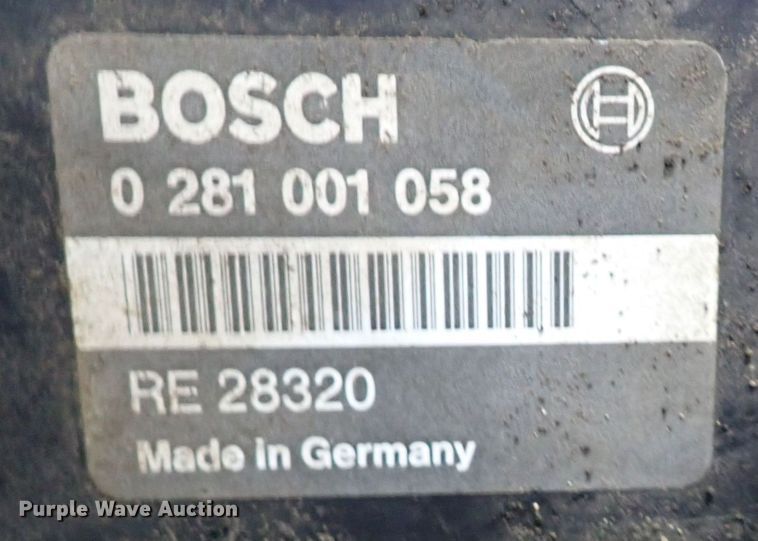 BOSCH
0 281 001 058
RE 28320
Made in Germany
Purple Wave Auction